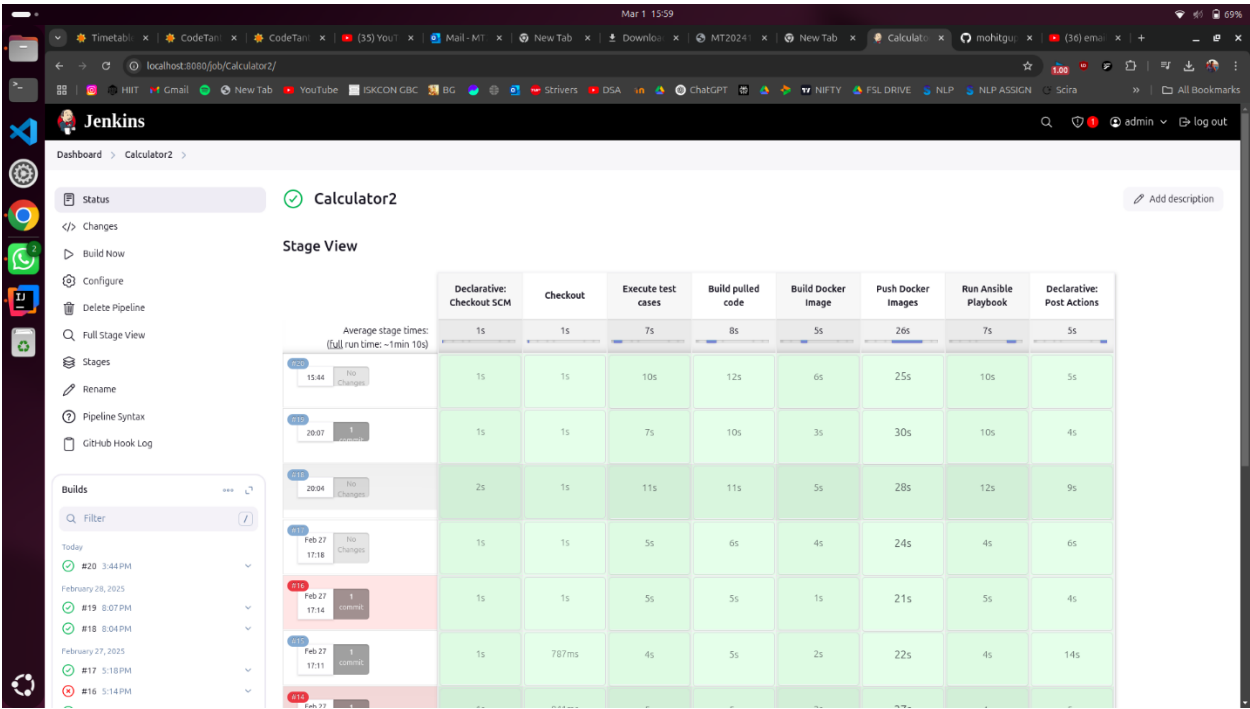 Mar 1 15:59
69%
Timetabl CodeTan CodeTan (35) YouT Mail - MT New Tab Downloa MT2024 New Tab Calculato mohitgup (36) emai
localhost:8080/job/Calculator2/
1.00
HIIT Gmail New Tab YouTube ISKCON GBC BG Strivers DSA ChatGPT NIFTY FSL DRIVE NLP NLP ASSIGN Scira » All Bookmarks
Jenkins
1 admin log out
Dashboard > Calculator2 >
Status
Calculator2
Add description
Changes
Build Now
Configure
Delete Pipeline
Full Stage View
Stages
Rename
Pipeline Syntax
GitHub Hook Log
Stage View
Declarative: Checkout SCM
Checkout
Execute test cases
Build pulled code
Build Docker Image
Push Docker Images
Run Ansible Playbook
Declarative: Post Actions
Average stage times: 1s 1s 7s 8s 5s 26s 7s 5s
(full run time: ~1min 10s)
#20
15:44 No Changes 1s 1s 10s 12s 6s 25s 10s 5s
#19
20:07 1 commit 1s 1s 7s 10s 3s 30s 10s 4s
#18
20:04 No Changes 2s 1s 11s 11s 5s 28s 12s 9s
#17
Feb 27 17:18 No Changes 1s 1s 5s 6s 4s 24s 4s 6s
#16
Feb 27 17:14 1 commit 1s 1s 5s 5s 1s 21s 5s 4s
#15
Feb 27 17:11 1 commit 1s 787ms 4s 5s 2s 22s 4s 14s
#14
Feb 27 1
Builds
Filter /
Today
#20 3:44 PM
February 28, 2025
#19 8:07 PM
#18 8:04 PM
February 27, 2025
#17 5:18 PM
#16 5:14 PM